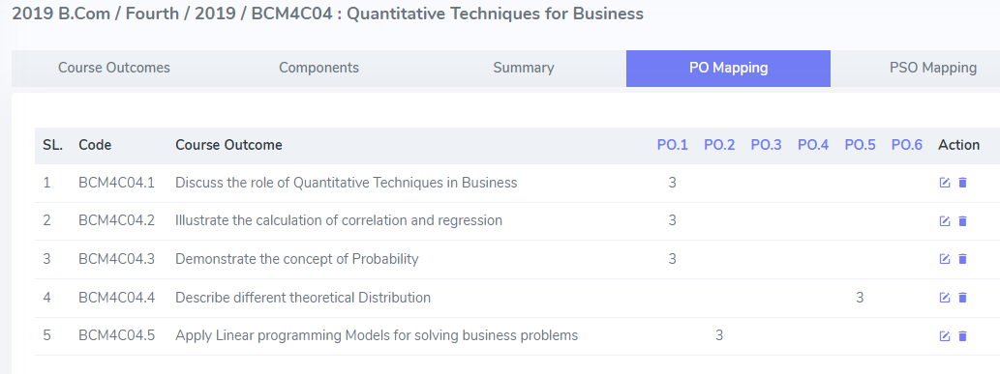 2019 B.Com / Fourth / 2019 / BCM4C04 : Quantitative Techniques for Business
Course Outcomes Components Summary PO Mapping PSO Mapping
SL. Code Course Outcome PO.1 PO.2 PO.3 PO.4 PO.5 PO.6 Action
1 BCM4C04.1 Discuss the role of Quantitative Techniques in Business 3
2 BCM4C04.2 Illustrate the calculation of correlation and regression 3
3 BCM4C04.3 Demonstrate the concept of Probability 3
4 BCM4C04.4 Describe different theoretical Distribution 3
5 BCM4C04.5 Apply Linear programming Models for solving business problems 3